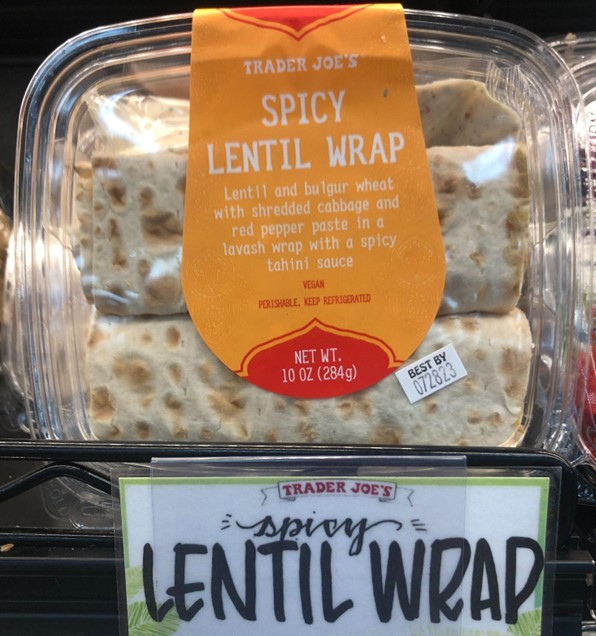 TRADER JOE'S
SPICY
LENTIL WRAP
Lentil and bulgur wheat
with shredded cabbage and
red pepper paste in a
lavash wrap with a spicy
tahini sauce
VEGAN
PERISHABLE, KEEP REFRIGERATED
NET WT.
10 OZ (284g)
BEST BY
072823
TRADER JOE'S
spicy
LENTIL WRAP